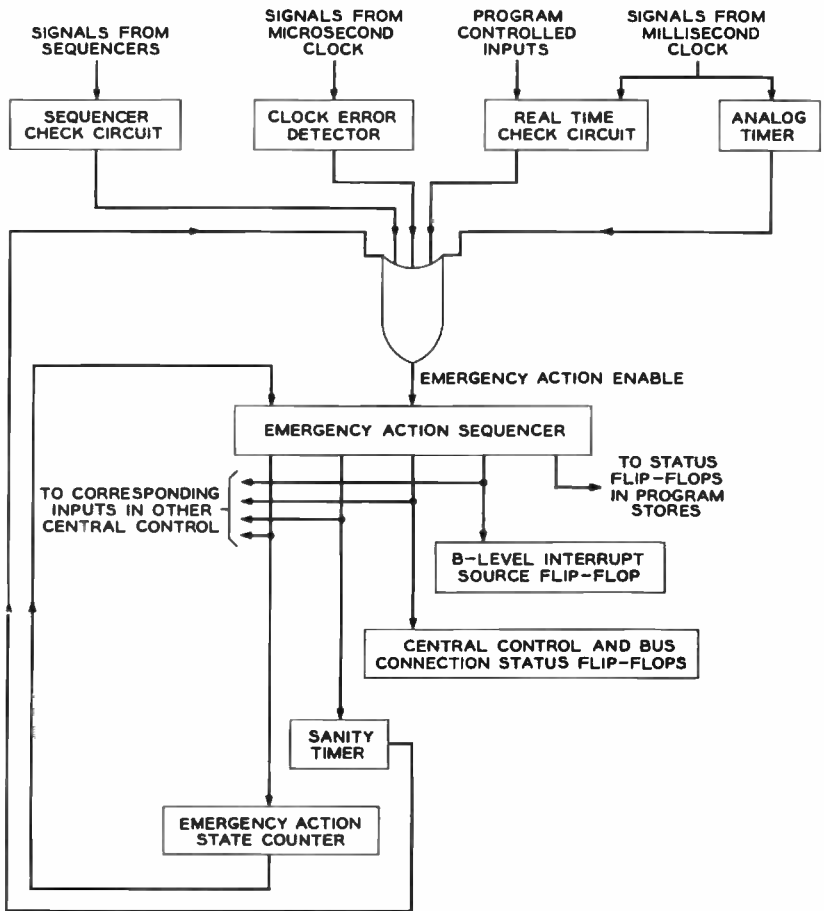 SIGNALS FROM
SEQUENCERS
SIGNALS FROM
MICROSECOND
CLOCK
PROGRAM
CONTROLLED
INPUTS
SIGNALS FROM
MILLISECOND
CLOCK
SEQUENCER
CHECK CIRCUIT
CLOCK ERROR
DETECTOR
REAL TIME
CHECK CIRCUIT
ANALOG
TIMER
EMERGENCY ACTION ENABLE
EMERGENCY ACTION SEQUENCER
TO CORRESPONDING
INPUTS IN OTHER
CENTRAL CONTROL
TO STATUS
FLIP-FLOPS
IN PROGRAM
STORES
B-LEVEL INTERRUPT
SOURCE FLIP-FLOP
CENTRAL CONTROL AND BUS
CONNECTION STATUS FLIP-FLOPS
SANITY
TIMER
EMERGENCY ACTION
STATE COUNTER